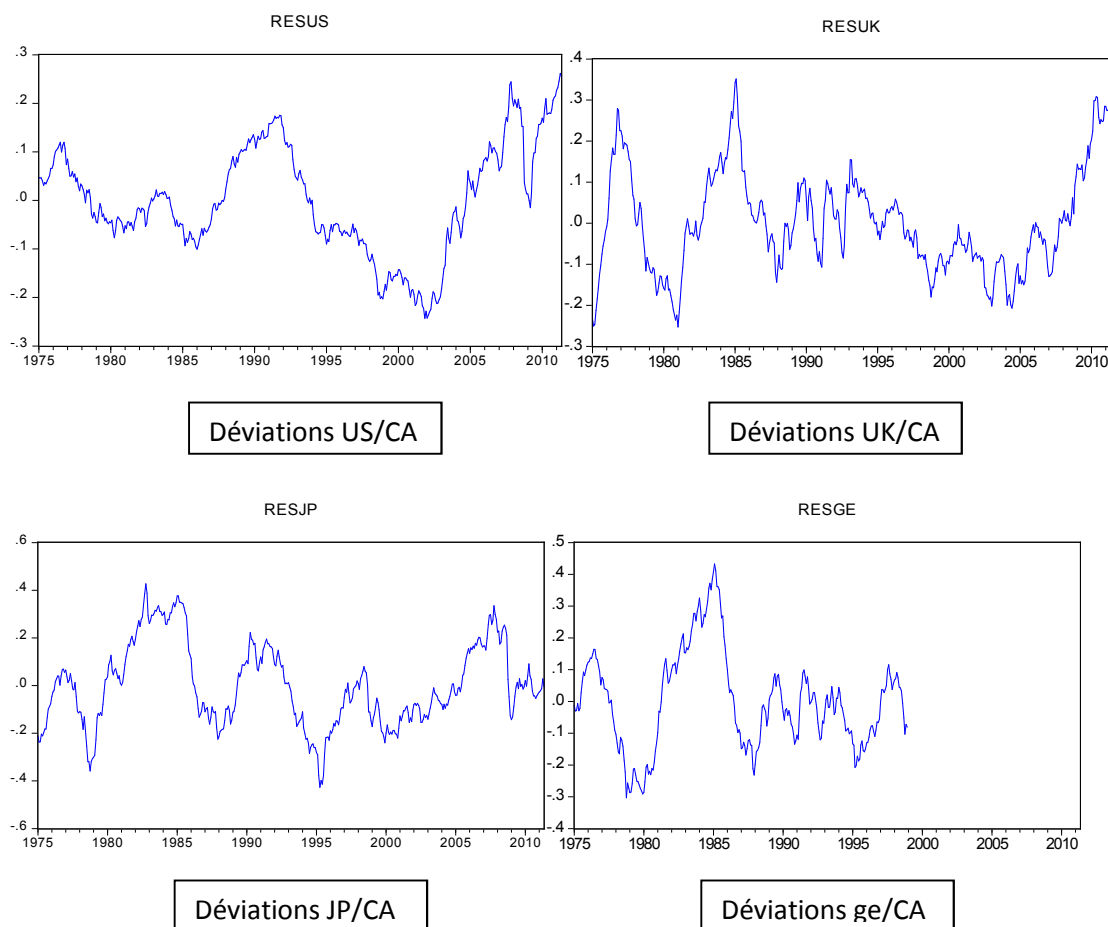 RESUS
.3
.2
.1
.0
-.1
-.2
-.3
1975 1980 1985 1990 1995 2000 2005 2010
Déviations US/CA
RESUK
.4
.3
.2
.1
.0
-.1
-.2
-.3
1975 1980 1985 1990 1995 2000 2005 2010
Déviations UK/CA
RESJP
.6
.4
.2
.0
-.2
-.4
-.6
1975 1980 1985 1990 1995 2000 2005 2010
Déviations JP/CA
RESGE
.5
.4
.3
.2
.1
.0
-.1
-.2
-.3
-.4
1975 1980 1985 1990 1995 2000 2005 2010
Déviations ge/CA